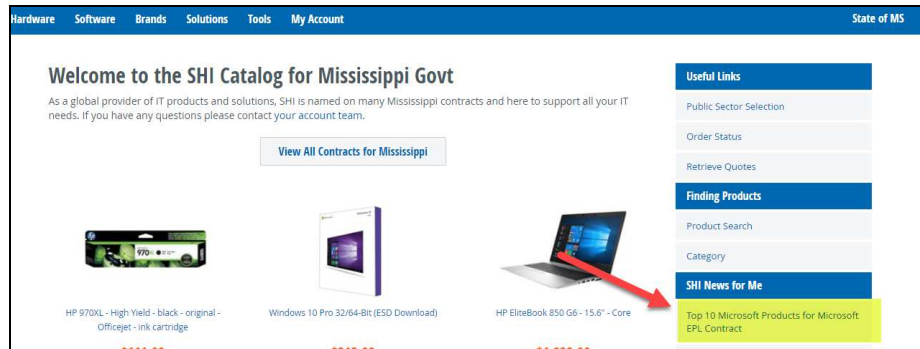 Hardware Software Brands Solutions Tools My Account State of MS
Welcome to the SHI Catalog for Mississippi Govt
As a global provider of IT products and solutions, SHI is named on many Mississippi contracts and here to support all your IT
needs. If you have any questions please contact your account team.
View All Contracts for Mississippi
970XL
HP 970XL - High Yield - black - original -
Officejet - ink cartridge
Windows 10 Pro 32/64-Bit (ESD Download)
HP EliteBook 850 G6 - 15.6" - Core
Useful Links
Public Sector Selection
Order Status
Retrieve Quotes
Finding Products
Product Search
Category
SHI News for Me
Top 10 Microsoft Products for Microsoft
EPL Contract